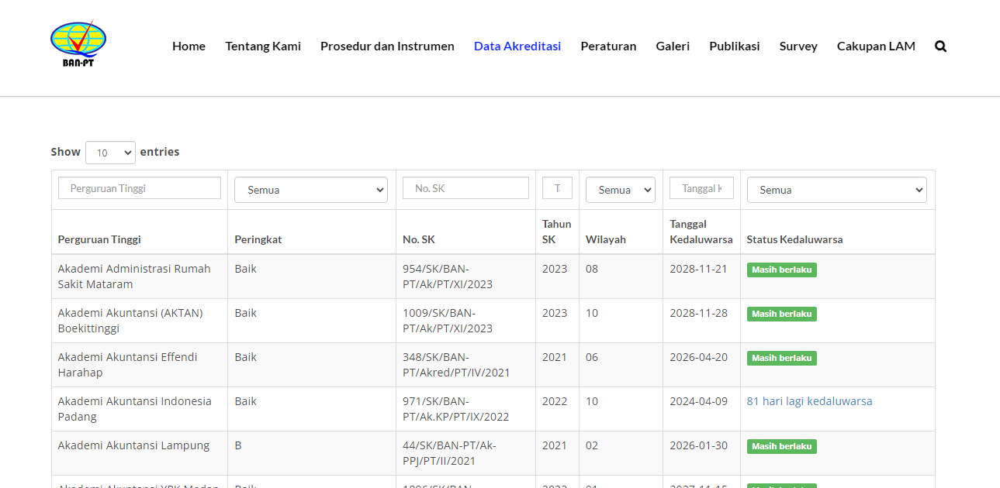 BAN-PT
Home Tentang Kami Prosedur dan Instrumen Data Akreditasi Peraturan Galeri Publikasi Survey Cakupan LAM
Show 10 entries
Perguruan Tinggi Semua No. SK T Semua Tanggal K Semua
Perguruan Tinggi Peringkat No. SK Tahun SK Wilayah Tanggal Kedaluwarsa Status Kedaluwarsa
Akademi Administrasi Rumah Baik 954/SK/BAN- 2023 08 2028-11-21 Masih berlaku
Sakit Mataram PT/Ak/PT/XI/2023
Akademi Akuntansi (AKTAN) Baik 1009/SK/BAN- 2023 10 2028-11-28 Masih berlaku
Boekittinggi PT/Ak/PT/XI/2023
Akademi Akuntansi Effendi Baik 348/SK/BAN- 2021 06 2026-04-20 Masih berlaku
Harahap PT/Akred/PT/IV/2021
Akademi Akuntansi Indonesia Baik 971/SK/BAN- 2022 10 2024-04-09 81 hari lagi kedaluwarsa
Padang PT/Ak.KP/PT/IX/2022
Akademi Akuntansi Lampung B 44/SK/BAN-PT/Ak- 2021 02 2026-01-30 Masih berlaku
PPJ/PT/II/2021